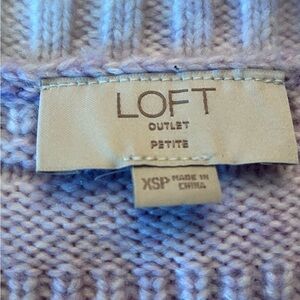 LOFT
OUTLET
PETITE
XSP MADE IN
CHINA